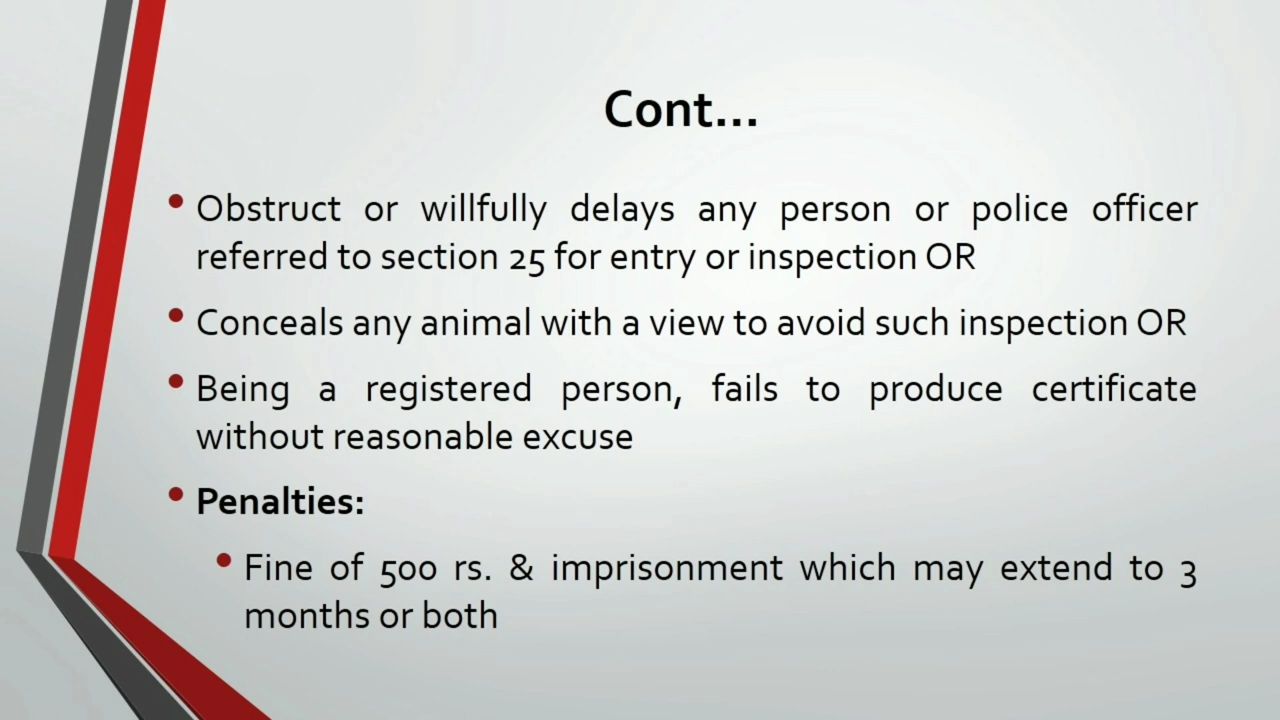 Cont...
• Obstruct or willfully delays any person or police officer
referred to section 25 for entry or inspection OR
• Conceals any animal with a view to avoid such inspection OR
• Being a registered person, fails to produce certificate
without reasonable excuse
• Penalties:
• Fine of 500 rs. & imprisonment which may extend to 3
months or both